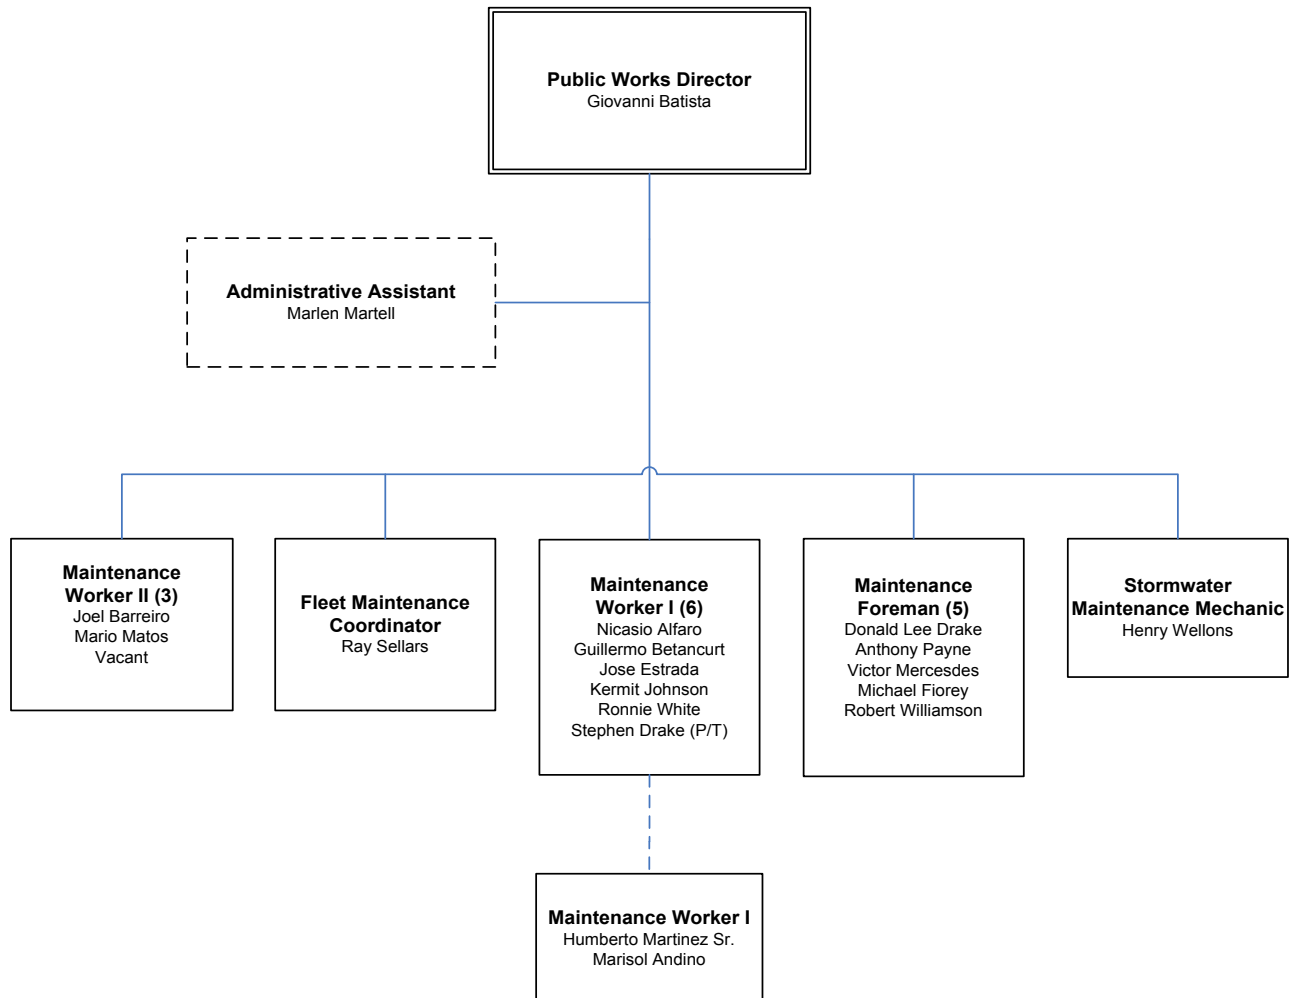 Public Works Director
Giovanni Batista
Administrative Assistant
Marlen Martell
Maintenance
Worker II (3)
Joel Barreiro
Mario Matos
Vacant
Fleet Maintenance
Coordinator
Ray Sellars
Maintenance
Worker I (6)
Nicasio Alfaro
Guillermo Betancurt
Jose Estrada
Kermit Johnson
Ronnie White
Stephen Drake (P/T)
Maintenance
Foreman (5)
Donald Lee Drake
Anthony Payne
Victor Mercesdes
Michael Fiorey
Robert Williamson
Stormwater
Maintenance Mechanic
Henry Wellons
Maintenance Worker I
Humberto Martinez Sr.
Marisol Andino